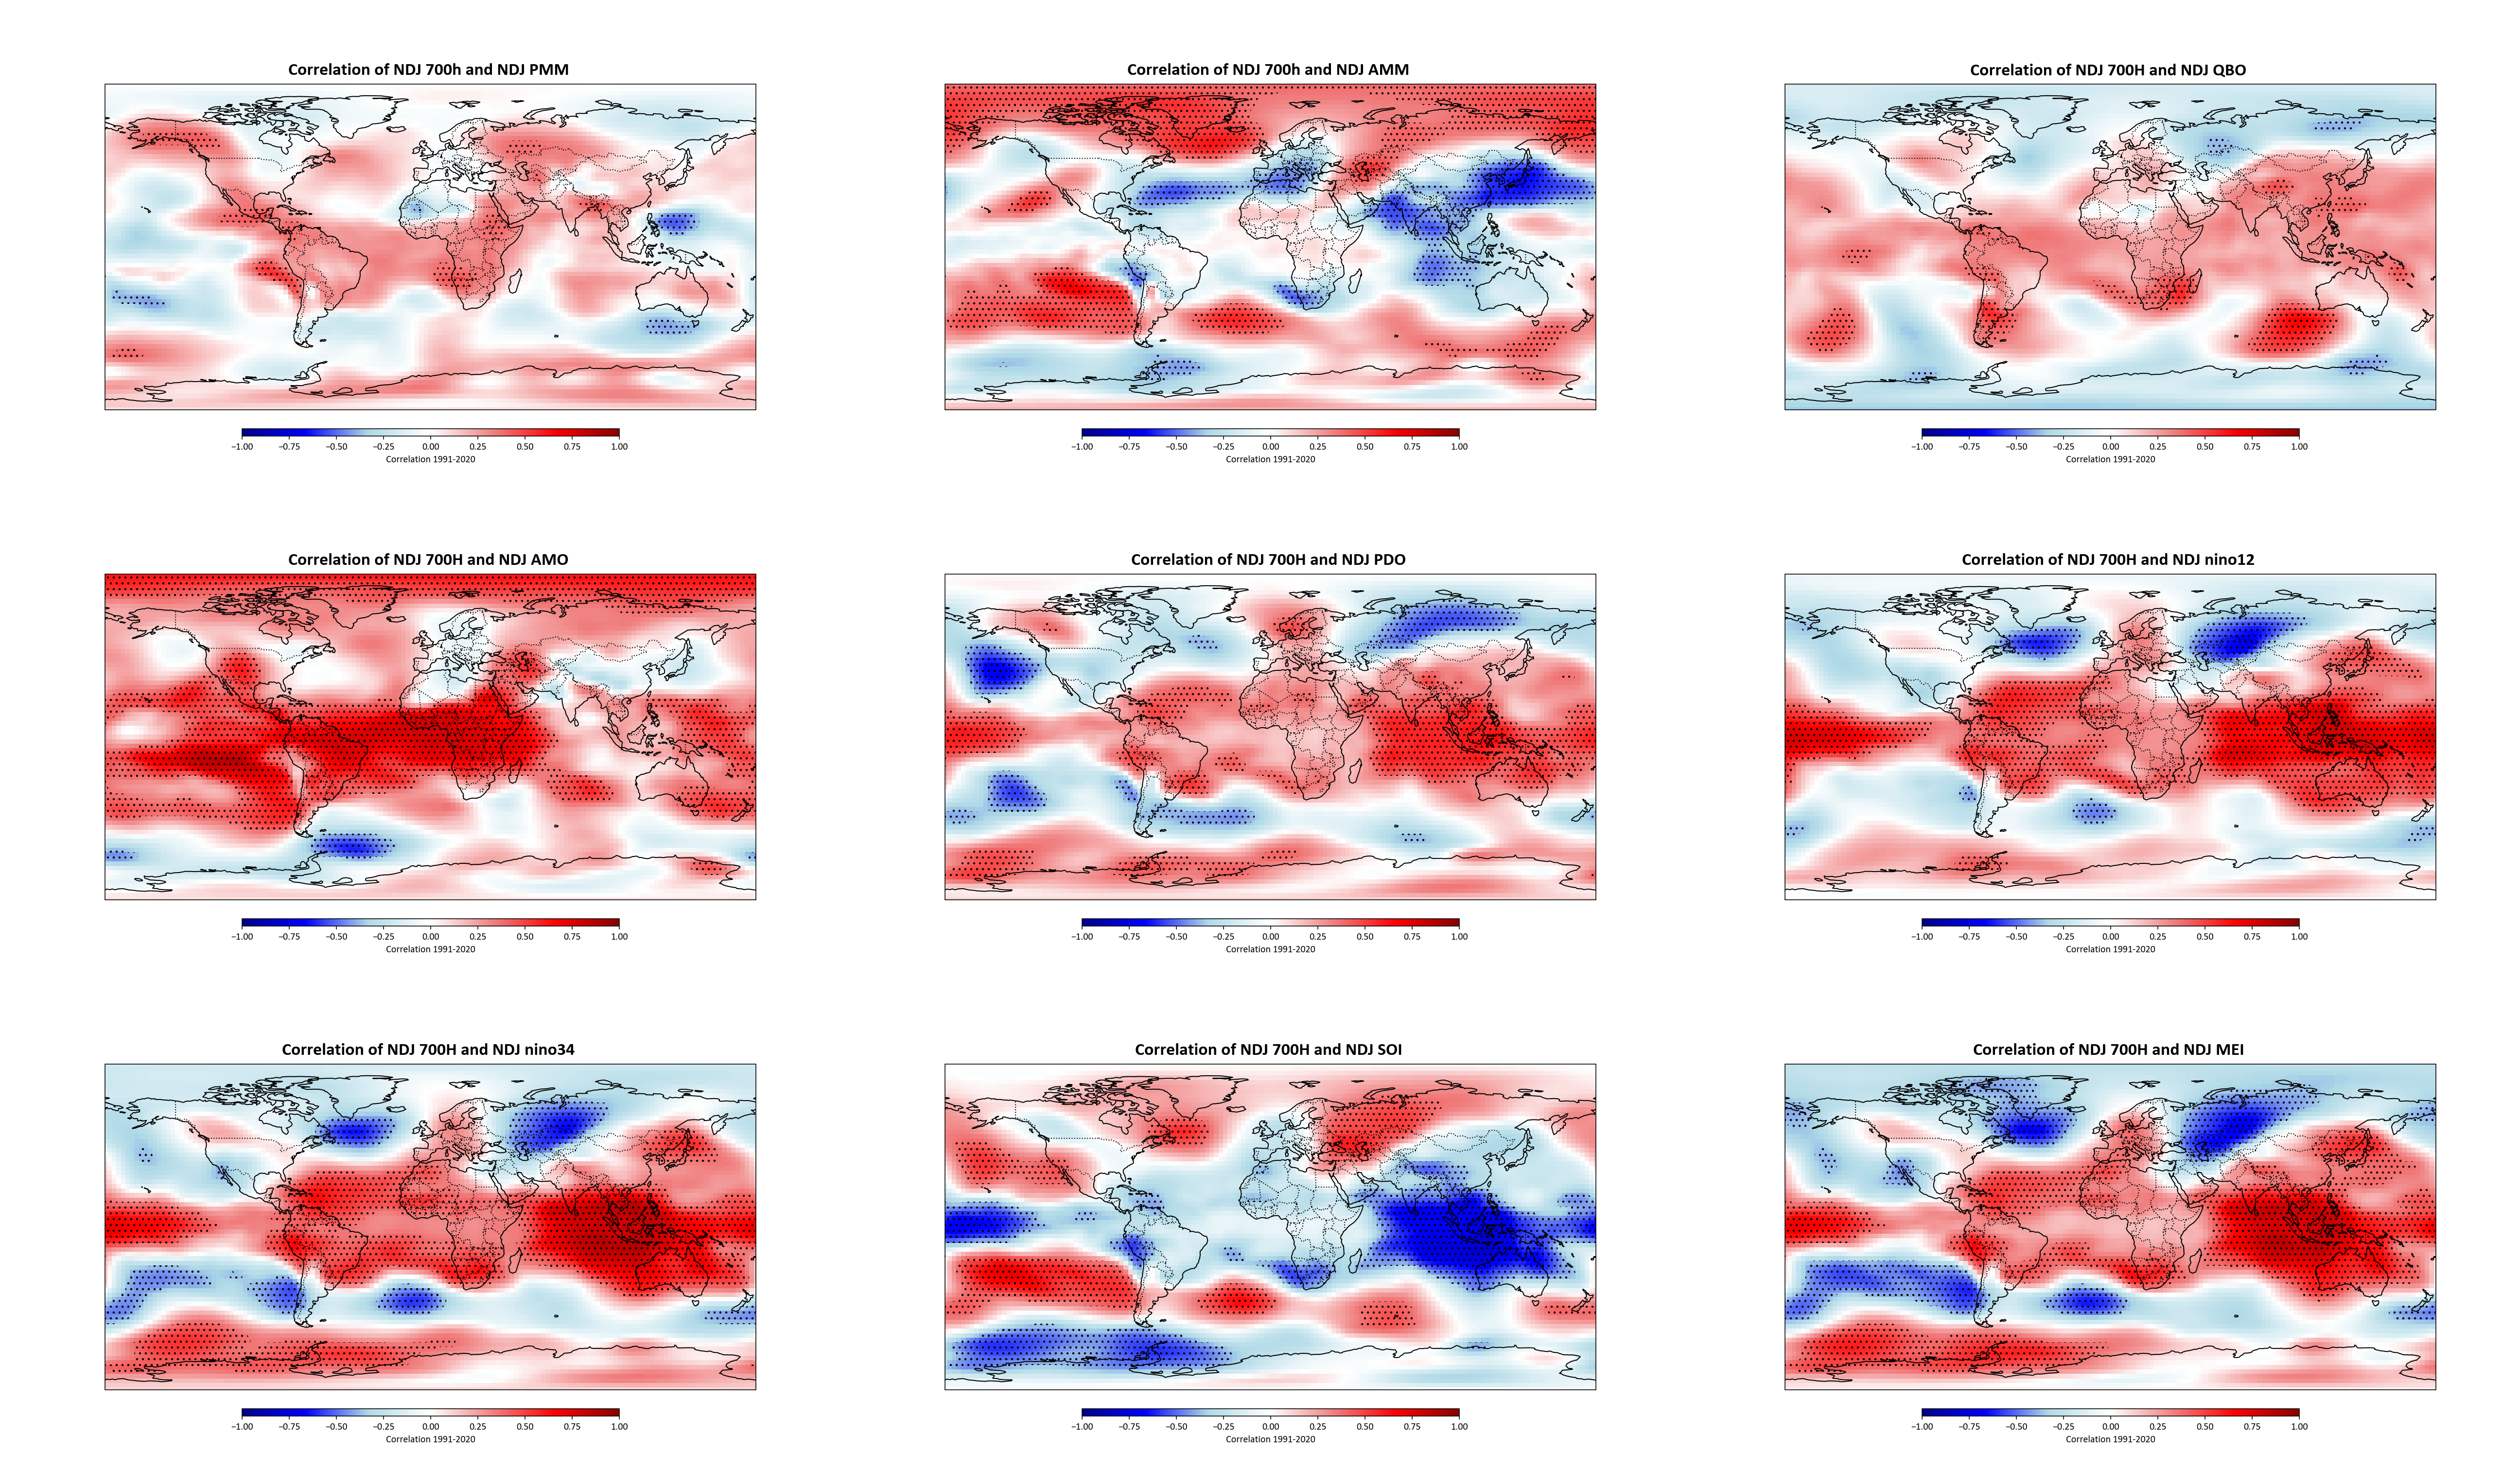 Correlation of NDJ 700h and NDJ PMM
Correlation of NDJ 700h and NDJ AMM
Correlation of NDJ 700H and NDJ QBO
−1.00 −0.75 −0.50 −0.25 0.00 0.25 0.50 0.75 1.00
Correlation 1991-2020
−1.00 −0.75 −0.50 −0.25 0.00 0.25 0.50 0.75 1.00
Correlation 1991-2020
−1.00 −0.75 −0.50 −0.25 0.00 0.25 0.50 0.75 1.00
Correlation 1991-2020
Correlation of NDJ 700H and NDJ AMO
Correlation of NDJ 700H and NDJ PDO
Correlation of NDJ 700H and NDJ nino12
−1.00 −0.75 −0.50 −0.25 0.00 0.25 0.50 0.75 1.00
Correlation 1991-2020
−1.00 −0.75 −0.50 −0.25 0.00 0.25 0.50 0.75 1.00
Correlation 1991-2020
−1.00 −0.75 −0.50 −0.25 0.00 0.25 0.50 0.75 1.00
Correlation 1991-2020
Correlation of NDJ 700H and NDJ nino34
Correlation of NDJ 700H and NDJ SOI
Correlation of NDJ 700H and NDJ MEI
−1.00 −0.75 −0.50 −0.25 0.00 0.25 0.50 0.75 1.00
Correlation 1991-2020
−1.00 −0.75 −0.50 −0.25 0.00 0.25 0.50 0.75 1.00
Correlation 1991-2020
−1.00 −0.75 −0.50 −0.25 0.00 0.25 0.50 0.75 1.00
Correlation 1991-2020